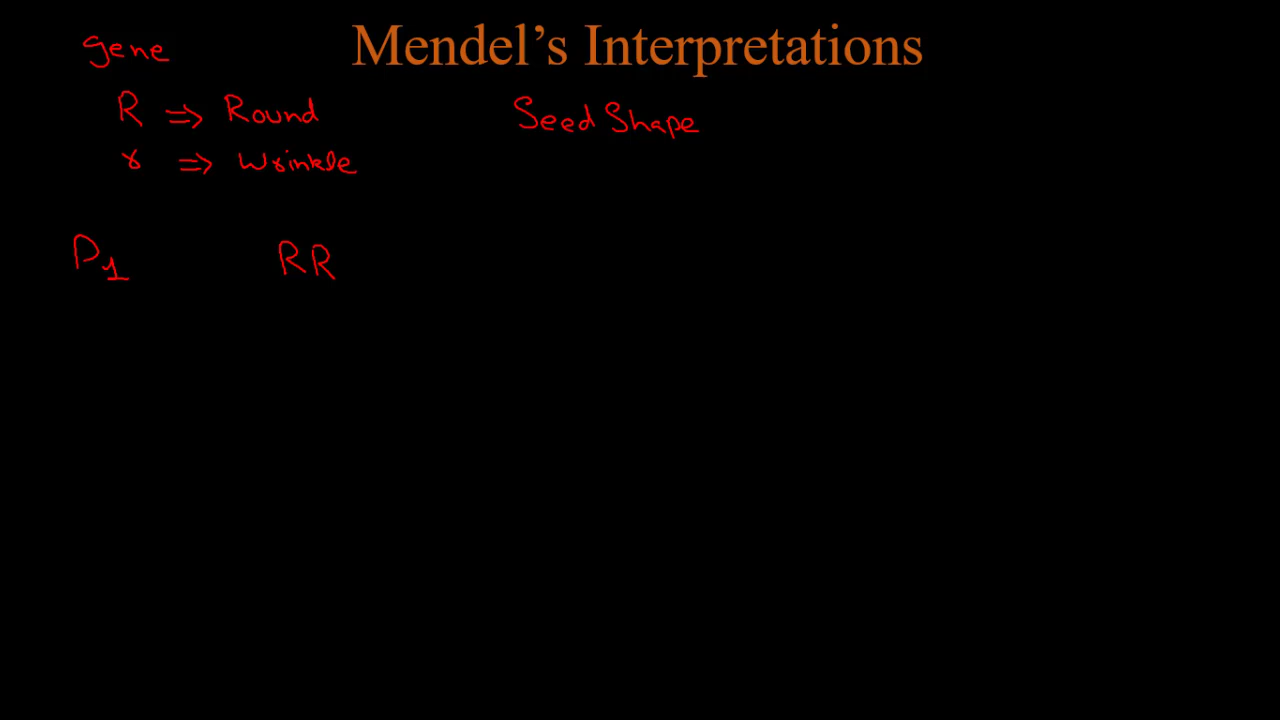 Mendel's Interpretations
gene
R => Round
Seed Shape
r => Wrinkle
P1 RR